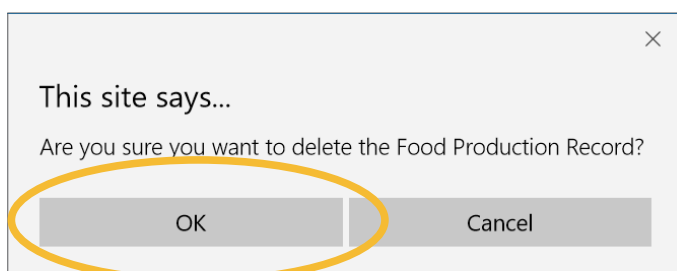 This site says...
Are you sure you want to delete the Food Production Record?
OK
Cancel